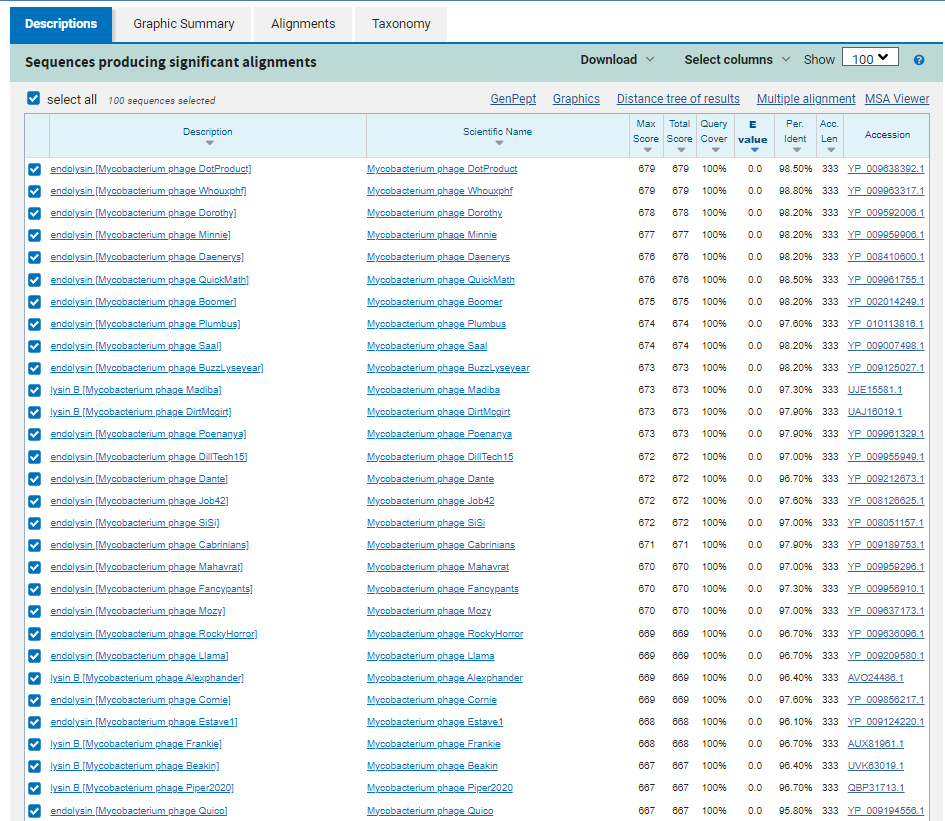 Descriptions Graphic Summary Alignments Taxonomy
Sequences producing significant alignments Download Select columns Show 100 ?
select all 100 sequences selected GenPept Graphics Distance tree of results Multiple alignment MSA Viewer
Description Scientific Name Max Score Total Score Query Cover E value Per. Ident Acc. Len Accession
endolysin [Mycobacterium phage DotProduct] Mycobacterium phage DotProduct 679 679 100% 0.0 98.50% 333 YP_009638392.1
endolysin [Mycobacterium phage Whouxphf] Mycobacterium phage Whouxphf 679 679 100% 0.0 98.80% 333 YP_009963317.1
endolysin [Mycobacterium phage Dorothy] Mycobacterium phage Dorothy 678 678 100% 0.0 98.20% 333 YP_009592006.1
endolysin [Mycobacterium phage Minnie] Mycobacterium phage Minnie 677 677 100% 0.0 98.20% 333 YP_009959906.1
endolysin [Mycobacterium phage Daenerys] Mycobacterium phage Daenerys 676 676 100% 0.0 98.20% 333 YP_008410600.1
endolysin [Mycobacterium phage QuickMath] Mycobacterium phage QuickMath 676 676 100% 0.0 98.50% 333 YP_009961755.1
endolysin [Mycobacterium phage Boomer] Mycobacterium phage Boomer 675 675 100% 0.0 98.20% 333 YP_002014249.1
endolysin [Mycobacterium phage Plumbus] Mycobacterium phage Plumbus 674 674 100% 0.0 97.60% 333 YP_010113816.1
endolysin [Mycobacterium phage Saal] Mycobacterium phage Saal 674 674 100% 0.0 98.20% 333 YP_009007498.1
endolysin [Mycobacterium phage BuzzLyseyear] Mycobacterium phage BuzzLyseyear 673 673 100% 0.0 98.20% 333 YP_009125027.1
lysin B [Mycobacterium phage Madiba] Mycobacterium phage Madiba 673 673 100% 0.0 97.30% 333 UJE15581.1
lysin B [Mycobacterium phage DirtMcgirt] Mycobacterium phage DirtMcgirt 673 673 100% 0.0 97.90% 333 UAJ16019.1
endolysin [Mycobacterium phage Poenanya] Mycobacterium phage Poenanya 673 673 100% 0.0 97.90% 333 YP_009961329.1
endolysin [Mycobacterium phage DillTech15] Mycobacterium phage DillTech15 672 672 100% 0.0 97.00% 333 YP_009955949.1
endolysin [Mycobacterium phage Dante] Mycobacterium phage Dante 672 672 100% 0.0 96.70% 333 YP_009212673.1
endolysin [Mycobacterium phage Job42] Mycobacterium phage Job42 672 672 100% 0.0 97.60% 333 YP_008126625.1
endolysin [Mycobacterium phage SiSi] Mycobacterium phage SiSi 672 672 100% 0.0 97.00% 333 YP_008051157.1
endolysin [Mycobacterium phage Cabrinians] Mycobacterium phage Cabrinians 671 671 100% 0.0 97.90% 333 YP_009189753.1
endolysin [Mycobacterium phage Mahavrat] Mycobacterium phage Mahavrat 670 670 100% 0.0 97.00% 333 YP_009959296.1
endolysin [Mycobacterium phage Fancypants] Mycobacterium phage Fancypants 670 670 100% 0.0 97.30% 333 YP_009956910.1
endolysin [Mycobacterium phage Mozy] Mycobacterium phage Mozy 670 670 100% 0.0 97.00% 333 YP_009637173.1
endolysin [Mycobacterium phage RockyHorror] Mycobacterium phage RockyHorror 669 669 100% 0.0 96.70% 333 YP_009636096.1
endolysin [Mycobacterium phage Llama] Mycobacterium phage Llama 669 669 100% 0.0 96.70% 333 YP_009209580.1
lysin B [Mycobacterium phage Alexphander] Mycobacterium phage Alexphander 669 669 100% 0.0 96.40% 333 AVO24486.1
endolysin [Mycobacterium phage Cornie] Mycobacterium phage Cornie 669 669 100% 0.0 97.60% 333 YP_009856217.1
endolysin [Mycobacterium phage Estave1] Mycobacterium phage Estave1 668 668 100% 0.0 96.10% 333 YP_009124220.1
lysin B [Mycobacterium phage Frankie] Mycobacterium phage Frankie 668 668 100% 0.0 96.70% 333 AUX81961.1
lysin B [Mycobacterium phage Beakin] Mycobacterium phage Beakin 667 667 100% 0.0 96.40% 333 UVK63019.1
lysin B [Mycobacterium phage Piper2020] Mycobacterium phage Piper2020 667 667 100% 0.0 96.70% 333 QBP31713.1
endolysin [Mycobacterium phage Quico] Mycobacterium phage Quico 667 667 100% 0.0 95.80% 333 YP_009194556.1